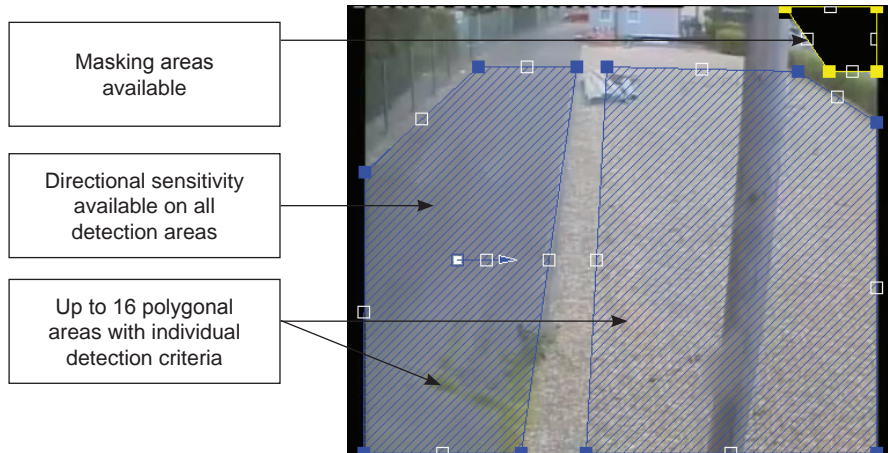 Masking areas
available
Directional sensitivity
available on all
detection areas
Up to 16 polygonal
areas with individual
detection criteria